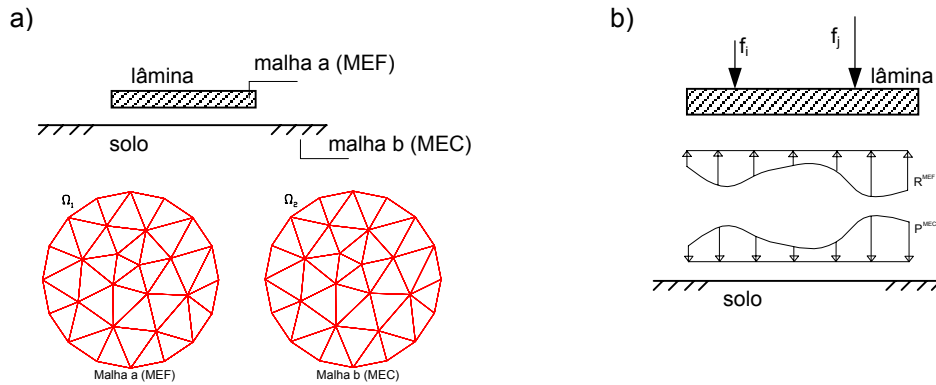 a)
lâmina
malha a (MEF)
solo
malha b (MEC)
Ω1
Ω2
Malha a (MEF)
Malha b (MEC)
b)
fi
fj
lâmina
R^MEF
P^MEC
solo